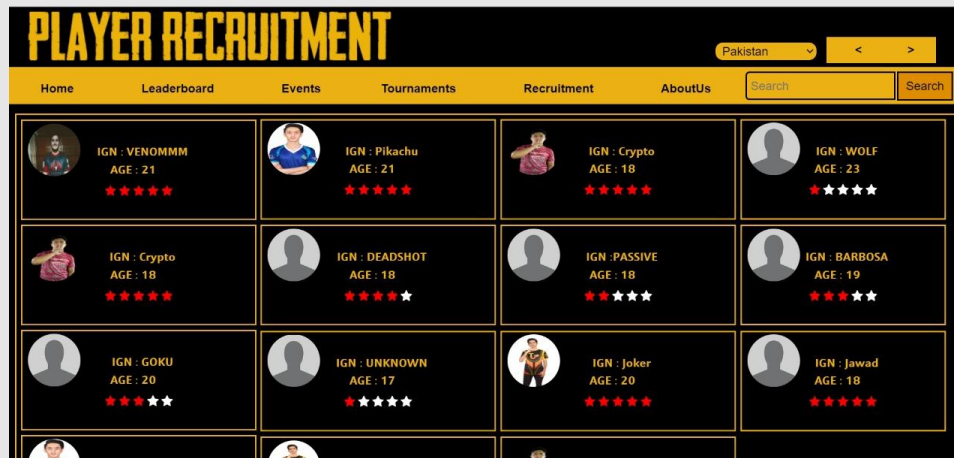 PLAYER RECRUITMENT
Pakistan
< >
Home Leaderboard Events Tournaments Recruitment AboutUs Search Search
IGN : VENOMMM
AGE : 21
IGN : Pikachu
AGE : 21
IGN : Crypto
AGE : 18
IGN : WOLF
AGE : 23
IGN : Crypto
AGE : 18
IGN : DEADSHOT
AGE : 18
IGN :PASSIVE
AGE : 18
IGN : BARBOSA
AGE : 19
IGN : GOKU
AGE : 20
IGN : UNKNOWN
AGE : 17
IGN : Joker
AGE : 20
IGN : Jawad
AGE : 18